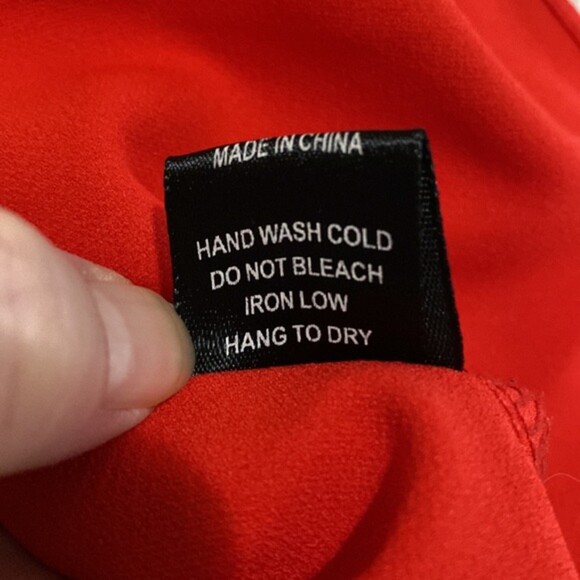 MADE IN CHINA
HAND WASH COLD
DO NOT BLEACH
IRON LOW
HANG TO DRY